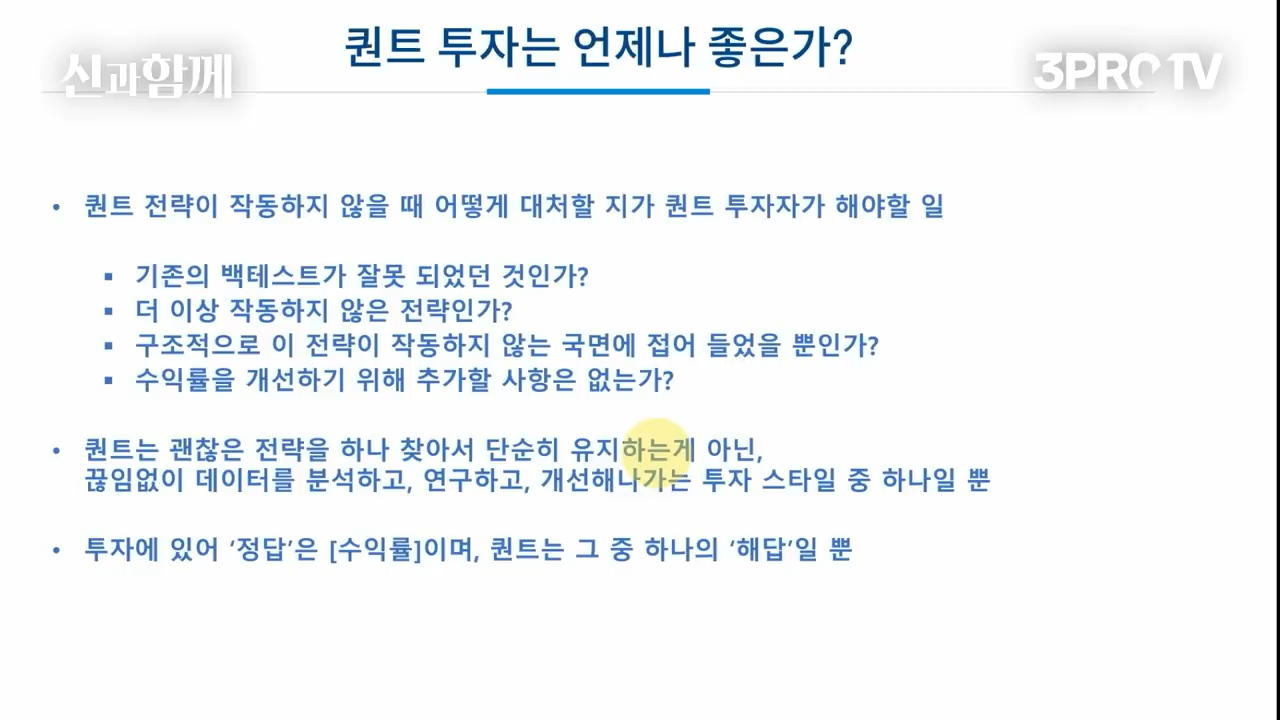 퀀트 투자는 언제나 좋은가?
신과함께
3PROTV
• 퀀트 전략이 작동하지 않을 때 어떻게 대처할 지가 퀀트 투자자가 해야할 일
▪ 기존의 백테스트가 잘못 되었던 것인가?
▪ 더 이상 작동하지 않은 전략인가?
▪ 구조적으로 이 전략이 작동하지 않는 국면에 접어 들었을 뿐인가?
▪ 수익률을 개선하기 위해 추가할 사항은 없는가?
• 퀀트는 괜찮은 전략을 하나 찾아서 단순히 유지하는게 아닌,
끊임없이 데이터를 분석하고, 연구하고, 개선해나가는 투자 스타일 중 하나일 뿐
• 투자에 있어 ‘정답’은 [수익률]이며, 퀀트는 그 중 하나의 ‘해답’일 뿐